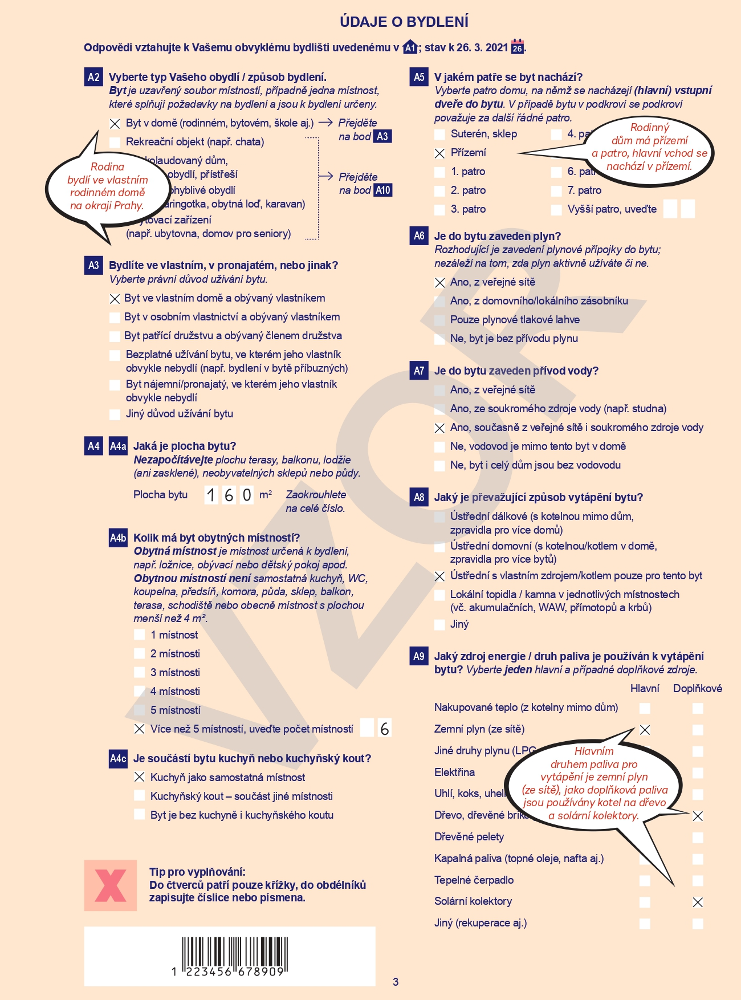 ÚDAJE O BYDLENÍ
Odpovědi vztahujte k Vašemu obvyklému bydlišti uvedenému v A1; stav k 26. 3. 2021 26.
A2 Vyberte typ Vašeho obydlí / způsob bydlení.
Byt je uzavřený soubor místností, případně jedna místnost,
které splňují požadavky na bydlení a jsou k bydlení určeny.
Byt v domě (rodinném, bytovém, škole aj.) → Přejděte
na bod A3
Rekreační objekt (např. chata)
dům,
obydlí, přístřeší
obydlí
obytná loď, karavan)
zařízení
(např. ubytovna, domov pro seniory)
Přejděte
na bod A10
Rodina
bydlí ve vlastním
rodinném domě
na okraji Prahy.
A3 Bydlíte ve vlastním, v pronajatém, nebo jinak?
Vyberte právní důvod užívání bytu.
Byt ve vlastním domě a obývaný vlastníkem
Byt v osobním vlastnictví a obývaný vlastníkem
Byt patřící družstvu a obývaný členem družstva
Bezplatné užívání bytu, ve kterém jeho vlastník
obvykle nebydlí (např. bydlení v bytě příbuzných)
Byt nájemní/pronajatý, ve kterém jeho vlastník
obvykle nebydlí
Jiný důvod užívání bytu
A4 A4a Jaká je plocha bytu?
Nezapočítávejte plochu terasy, balkonu, lodžie
(ani zasklené), neobyvatelných sklepů nebo půdy.
Plocha bytu 160 m² Zaokrouhlete
na celé číslo.
A4b Kolik má byt obytných místností?
Obytná místnost je místnost určená k bydlení,
např. ložnice, obývací nebo dětský pokoj apod.
Obytnou místností není samostatná kuchyň, WC,
koupelna, předsíň, komora, půda, sklep, balkon,
terasa, schodiště nebo obecně místnost s plochou
menší než 4 m².
1 místnost
2 místnosti
3 místnosti
4 místnosti
5 místností
Více než 5 místností, uveďte počet místností 6
A4c Je součástí bytu kuchyň nebo kuchyňský kout?
Kuchyň jako samostatná místnost
Kuchyňský kout – součást jiné místnosti
Byt je bez kuchyně i kuchyňského koutu
X
Tip pro vyplňování:
Do čtverců patří pouze křížky, do obdélníků
zapisujte číslice nebo písmena.
1 223456 678909
A5 V jakém patře se byt nachází?
Vyberte patro domu, na němž se nacházejí (hlavní) vstupní
dveře do bytu. V případě bytu v podkroví se podkroví
považuje za další řádné patro.
Suterén, sklep
Přízemí
1. patro
2. patro
3. patro
4.
6.
7. patro
Vyšší patro, uveďte
Rodinný
dům má přízemí
a patro, hlavní vchod se
nachází v přízemí.
A6 Je do bytu zaveden plyn?
Rozhodující je zavedení plynové přípojky do bytu;
nezáleží na tom, zda plyn aktivně užíváte či ne.
Ano, z veřejné sítě
Ano, z domovního/lokálního zásobníku
Pouze plynové tlakové lahve
Ne, byt je bez přívodu plynu
A7 Je do bytu zaveden přívod vody?
Ano, z veřejné sítě
Ano, ze soukromého zdroje vody (např. studna)
Ano, současně z veřejné sítě i soukromého zdroje vody
Ne, vodovod je mimo tento byt v domě
Ne, byt i celý dům jsou bez vodovodu
A8 Jaký je převažující způsob vytápění bytu?
Ústřední dálkové (s kotelnou mimo dům,
zpravidla pro více domů)
Ústřední domovní (s kotelnou/kotlem v domě,
zpravidla pro více bytů)
Ústřední s vlastním zdrojem/kotlem pouze pro tento byt
Lokální topidla / kamna v jednotlivých místnostech
(vč. akumulačních, WAW, přímotopů a krbů)
Jiný
A9 Jaký zdroj energie / druh paliva je používán k vytápění
bytu? Vyberte jeden hlavní a případné doplňkové zdroje.
Hlavní Doplňkové
Nakupované teplo (z kotelny mimo dům)
Zemní plyn (ze sítě)
Jiné druhy plynu (LPG
Elektřina
Uhlí, koks,
Dřevo, dřevěné
Dřevěné pelety
Kapalná paliva (topné oleje, nafta aj.)
Tepelné čerpadlo
Solární kolektory
Jiný (rekuperace aj.)
Hlavním
druhem paliva pro
vytápění je zemní plyn
(ze sítě), jako doplňková paliva
jsou používány kotel na dřevo
a solární kolektory.
VZOR
3